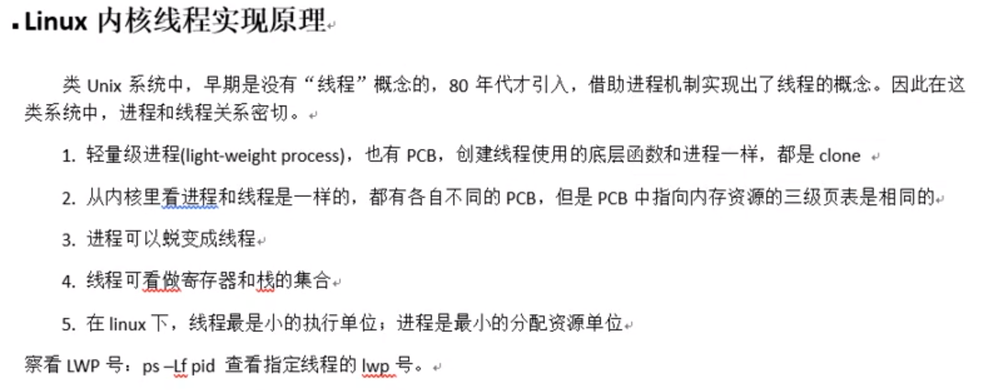 Linux 内核线程实现原理
类 Unix 系统中，早期是没有“线程”概念的，80 年代才引入，借助进程机制实现出了线程的概念。因此在这
类系统中，进程和线程关系密切。
1. 轻量级进程(light-weight process)，也有 PCB，创建线程使用的底层函数和进程一样，都是 clone
2. 从内核里看进程和线程是一样的，都有各自不同的 PCB，但是 PCB 中指向内存资源的三级页表是相同的
3. 进程可以蜕变成线程
4. 线程可看做寄存器和栈的集合
5. 在 linux 下，线程最是小的执行单位；进程是最小的分配资源单位
察看 LWP 号：ps –Lf pid 查看指定线程的 lwp 号。